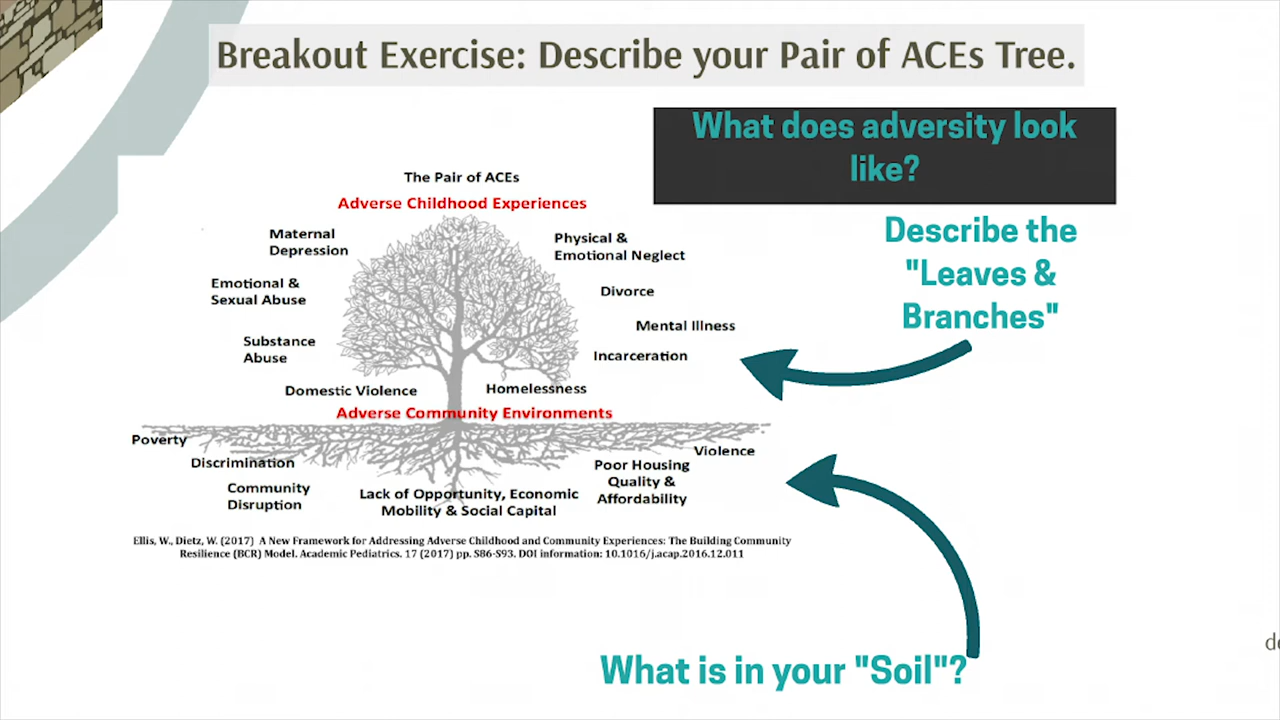 Breakout Exercise: Describe your Pair of ACEs Tree.
What does adversity look
like?
The Pair of ACEs
Adverse Childhood Experiences
Maternal
Depression
Physical &
Emotional Neglect
Emotional &
Sexual Abuse
Divorce
Mental Illness
Substance
Abuse
Incarceration
Domestic Violence
Homelessness
Describe the
"Leaves &
Branches"
Adverse Community Environments
Poverty
Violence
Discrimination
Poor Housing
Quality &
Affordability
Community
Disruption
Lack of Opportunity, Economic
Mobility & Social Capital
Ellis, W., Dietz, W. (2017) A New Framework for Addressing Adverse Childhood and Community Experiences: The Building Community
Resilience (BCR) Model. Academic Pediatrics. 17 (2017) pp. S86-S93. DOI information: 10.1016/j.acap.2016.12.011
What is in your "Soil"?